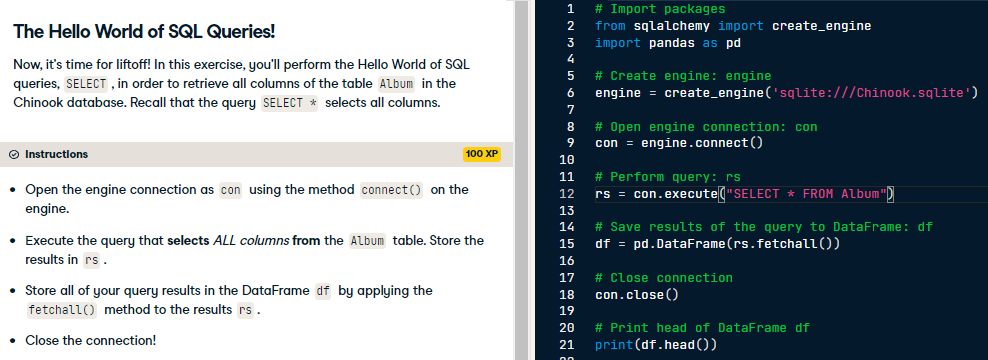 The Hello World of SQL Queries!
Now, it's time for liftoff! In this exercise, you'll perform the Hello World of SQL
queries, SELECT , in order to retrieve all columns of the table Album in the
Chinook database. Recall that the query SELECT * selects all columns.
Instructions
100 XP
• Open the engine connection as con using the method connect() on the
engine.
• Execute the query that selects ALL columns from the Album table. Store the
results in rs .
• Store all of your query results in the DataFrame df by applying the
fetchall() method to the results rs .
• Close the connection!
1 # Import packages
2 from sqlalchemy import create_engine
3 import pandas as pd
4
5 # Create engine: engine
6 engine = create_engine('sqlite:///Chinook.sqlite')
7
8 # Open engine connection: con
9 con = engine.connect()
10
11 # Perform query: rs
12 rs = con.execute("SELECT * FROM Album")
13
14 # Save results of the query to DataFrame: df
15 df = pd.DataFrame(rs.fetchall())
16
17 # Close connection
18 con.close()
19
20 # Print head of DataFrame df
21 print(df.head())